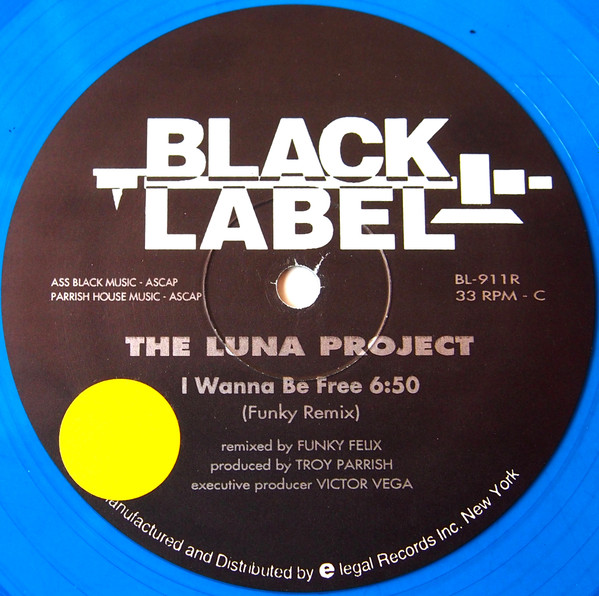 BLACK
LABEL
ASS BLACK MUSIC - ASCAP
PARRISH HOUSE MUSIC - ASCAP
BL-911R
33 RPM - C
THE LUNA PROJECT
I Wanna Be Free 6:50
(Funky Remix)
remixed by FUNKY FELIX
produced by TROY PARRISH
executive producer VICTOR VEGA
anufactured and Distributed by e legal Records Inc. New York